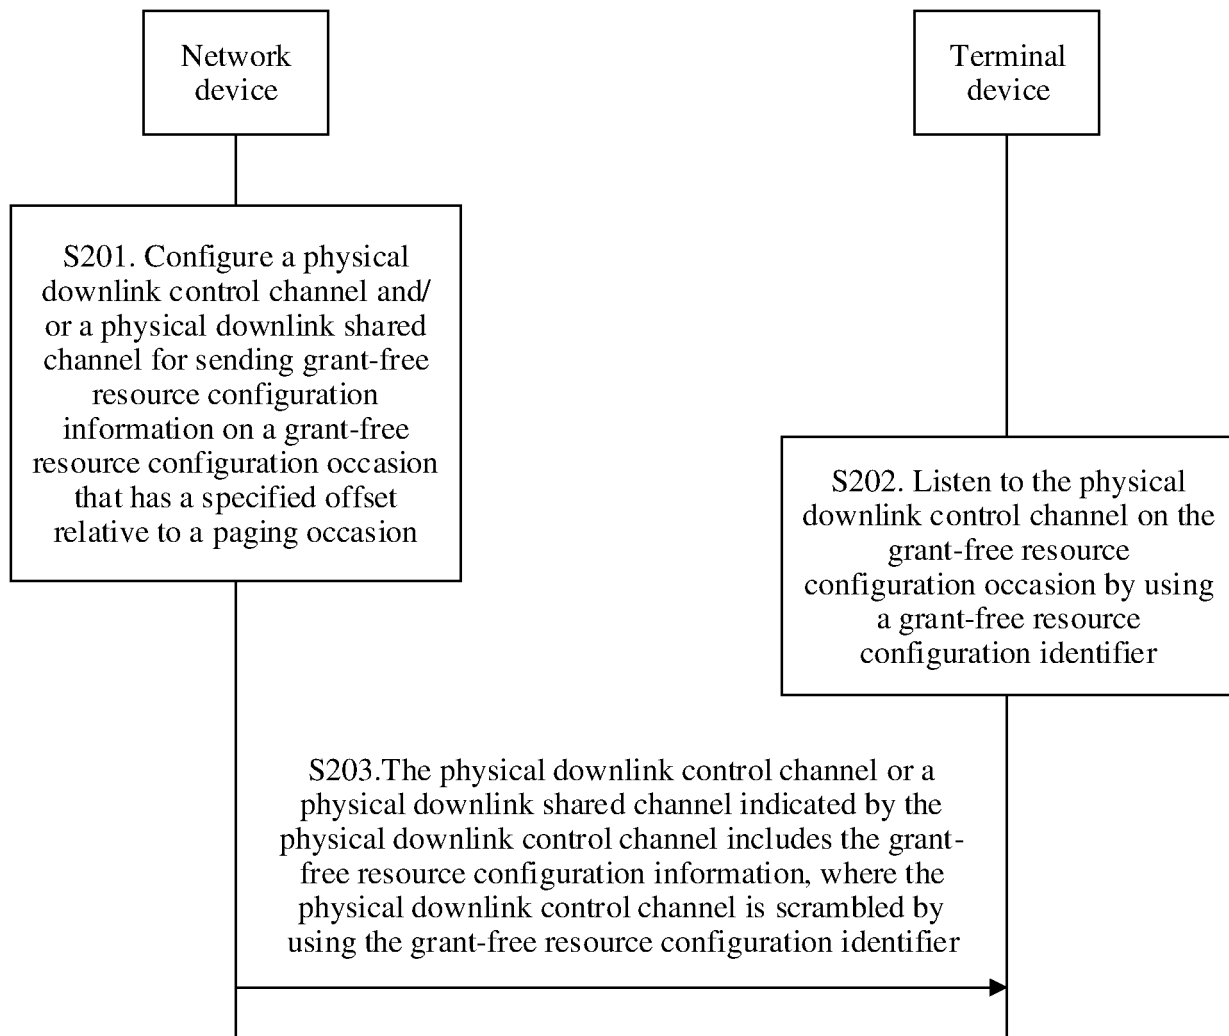 Network
device
Terminal
device
S201. Configure a physical
downlink control channel and/
or a physical downlink shared
channel for sending grant-free
resource configuration
information on a grant-free
resource configuration occasion
that has a specified offset
relative to a paging occasion
S202. Listen to the physical
downlink control channel on the
grant-free resource
configuration occasion by using
a grant-free resource
configuration identifier
S203.The physical downlink control channel or a
physical downlink shared channel indicated by the
physical downlink control channel includes the grant-
free resource configuration information, where the
physical downlink control channel is scrambled by
using the grant-free resource configuration identifier